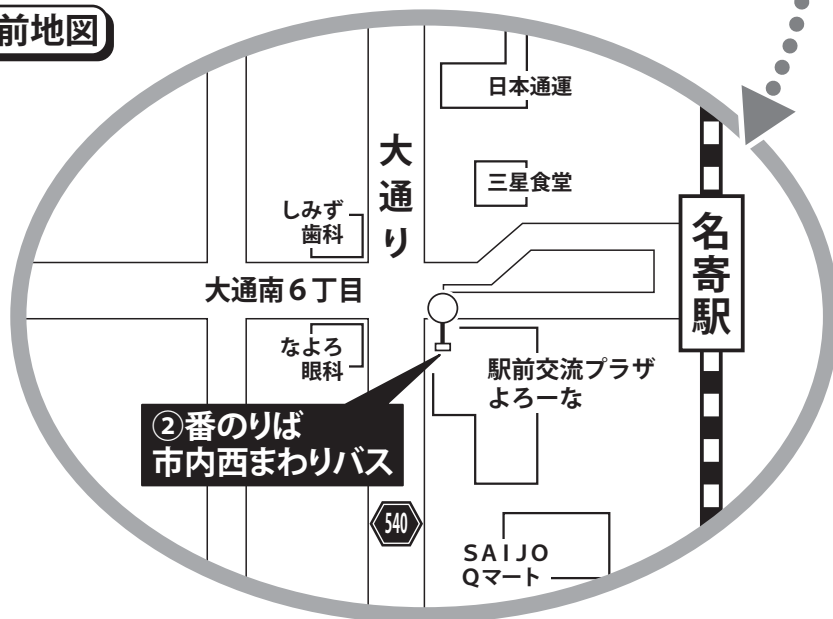 前地図
日本通運
大通り
三星食堂
しみず
歯科
名寄駅
大通南6丁目
なよろ
眼科
駅前交流プラザ
よろーな
②番のりば
市内西まわりバス
540
SAIJO
Qマート